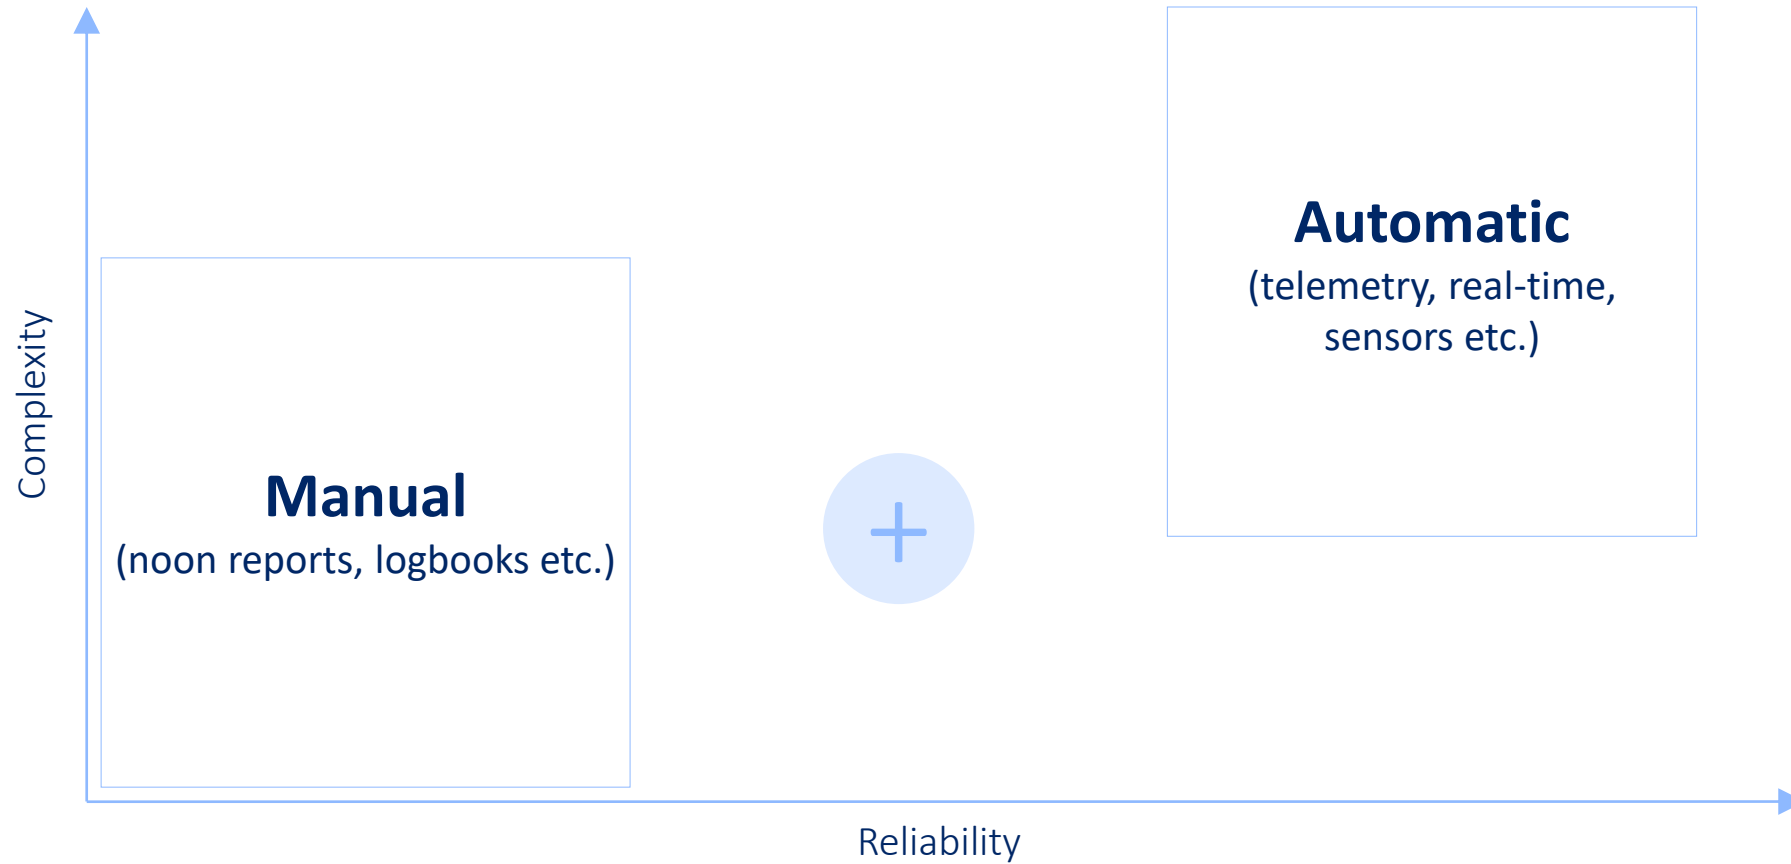 Complexity
Manual
(noon reports, logbooks etc.)
+
Automatic
(telemetry, real-time,
sensors etc.)
Reliability